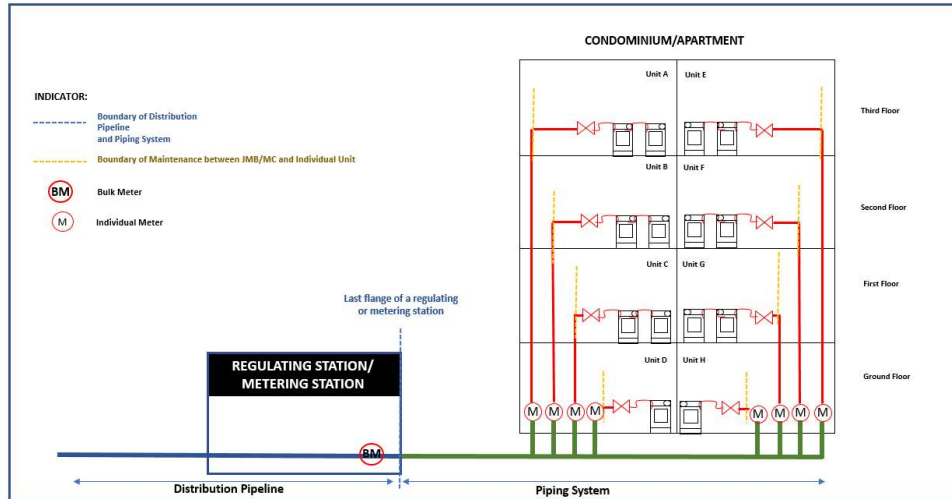 CONDOMINIUM/APARTMENT
Unit A
Unit E
INDICATOR:
Boundary of Distribution
Pipeline
and Piping System
Third Floor
Boundary of Maintenance between JMB/MC and Individual Unit
Unit B
Unit F
BM
Bulk Meter
M
Individual Meter
Second Floor
Unit C
Unit G
First Floor
Last flange of a regulating
or metering station
Unit D
Unit H
REGULATING STATION/
METERING STATION
Ground Floor
M M M M M M M M
BM
Distribution Pipeline
Piping System